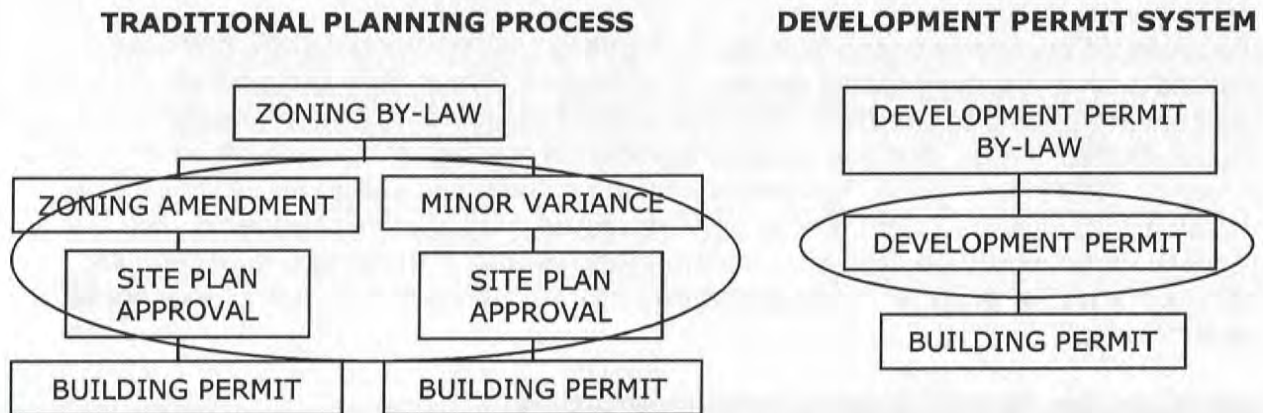 TRADITIONAL PLANNING PROCESS
ZONING BY-LAW
ZONING AMENDMENT
MINOR VARIANCE
SITE PLAN
APPROVAL
SITE PLAN
APPROVAL
BUILDING PERMIT
BUILDING PERMIT
DEVELOPMENT PERMIT SYSTEM
DEVELOPMENT PERMIT
BY-LAW
DEVELOPMENT PERMIT
BUILDING PERMIT